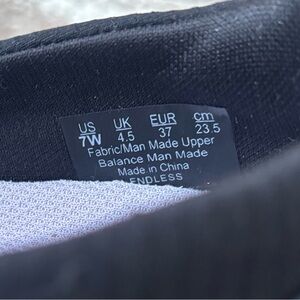 US UK EUR cm
7W 4.5 37 23.5
Fabric/Man Made Upper
Balance Man Made
Made in China
ENDLESS